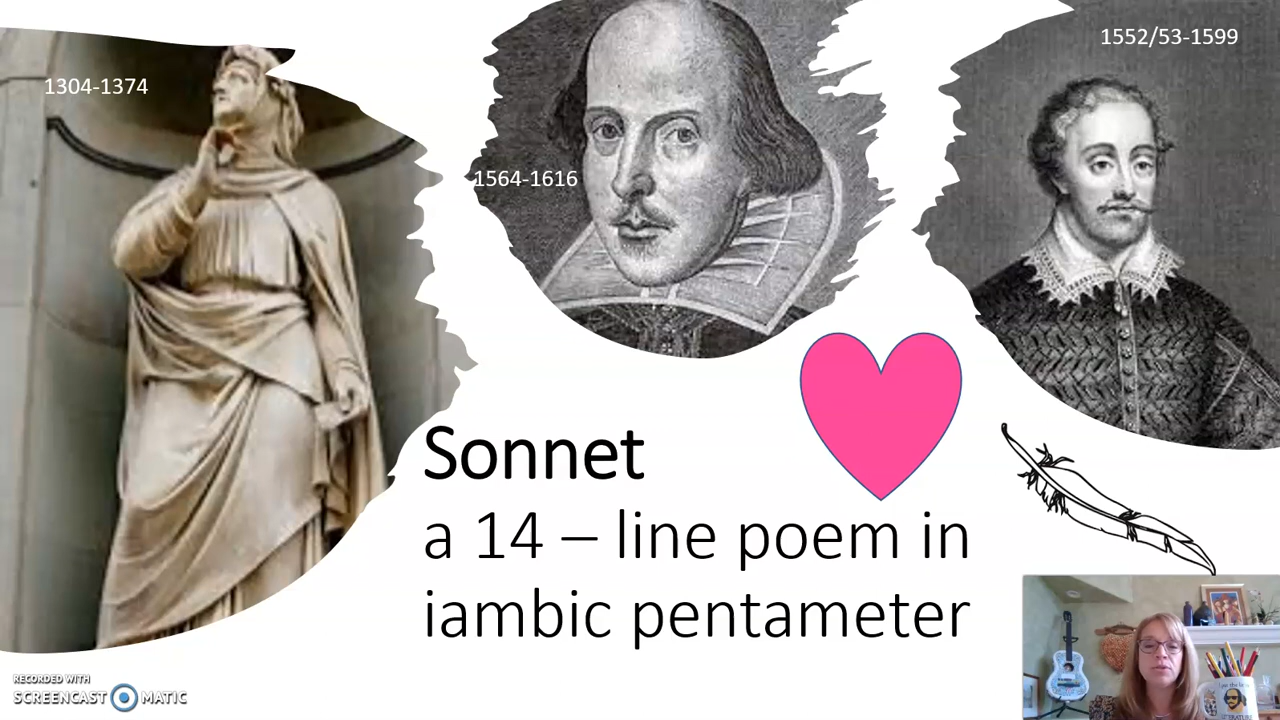 1304-1374
1564-1616
1552/53-1599
Sonnet
a 14 – line poem in
iambic pentameter
RECORDED WITH
SCREENCAST MATIC